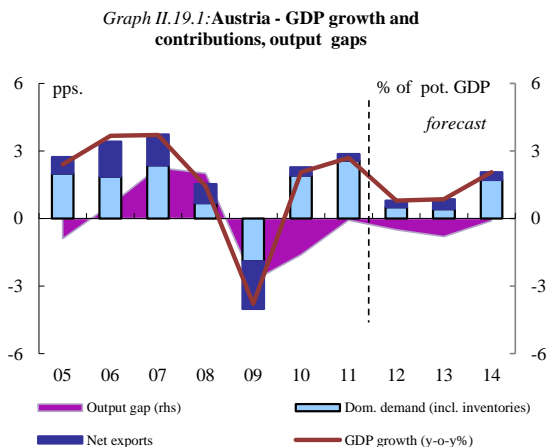 Graph II.19.1:Austria - GDP growth and
contributions, output gaps
6 pps. % of pot. GDP 6
forecast
3 3
0 0
-3 -3
-6 -6
05 06 07 08 09 10 11 12 13 14
Output gap (rhs) Dom. demand (incl. inventories)
Net exports GDP growth (y-o-y%)